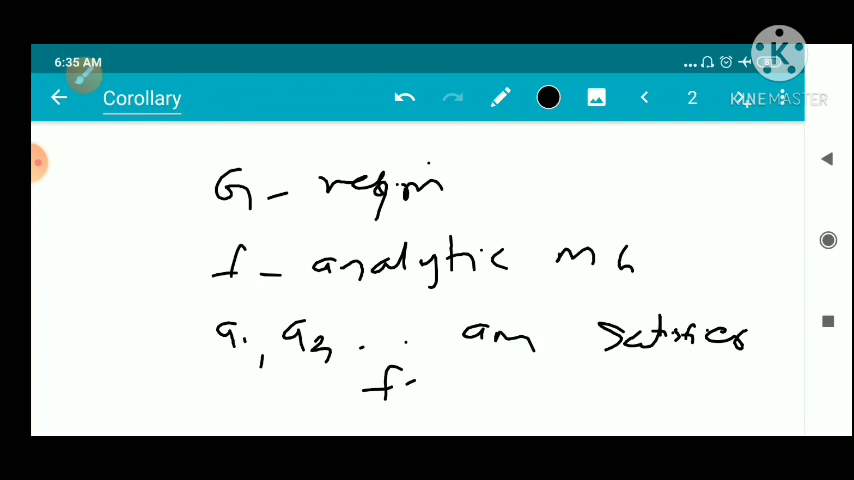 6:35 AM
KINEMASTER
Corollary
2
G - region
f - analytic in G
a1, a2 . . am satisfies
f-